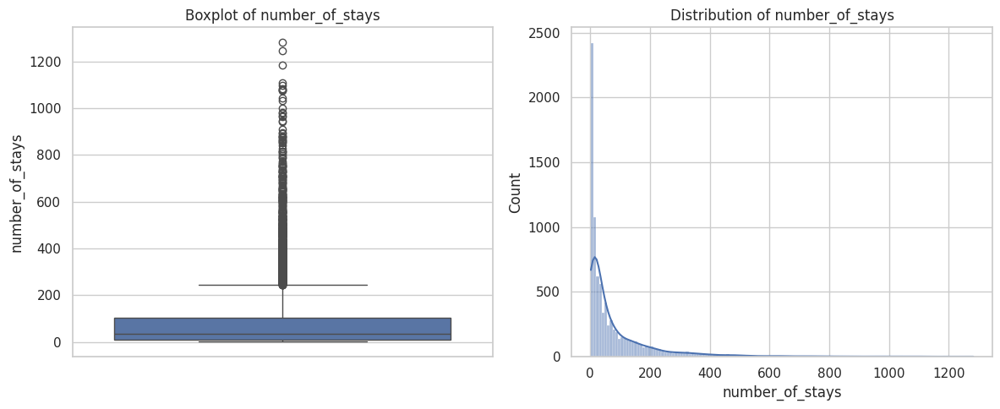 Boxplot of number_of_stays
number_of_stays
1200
1000
800
600
400
200
0
Distribution of number_of_stays
Count
2500
2000
1500
1000
500
0
0 200 400 600 800 1000 1200
number_of_stays